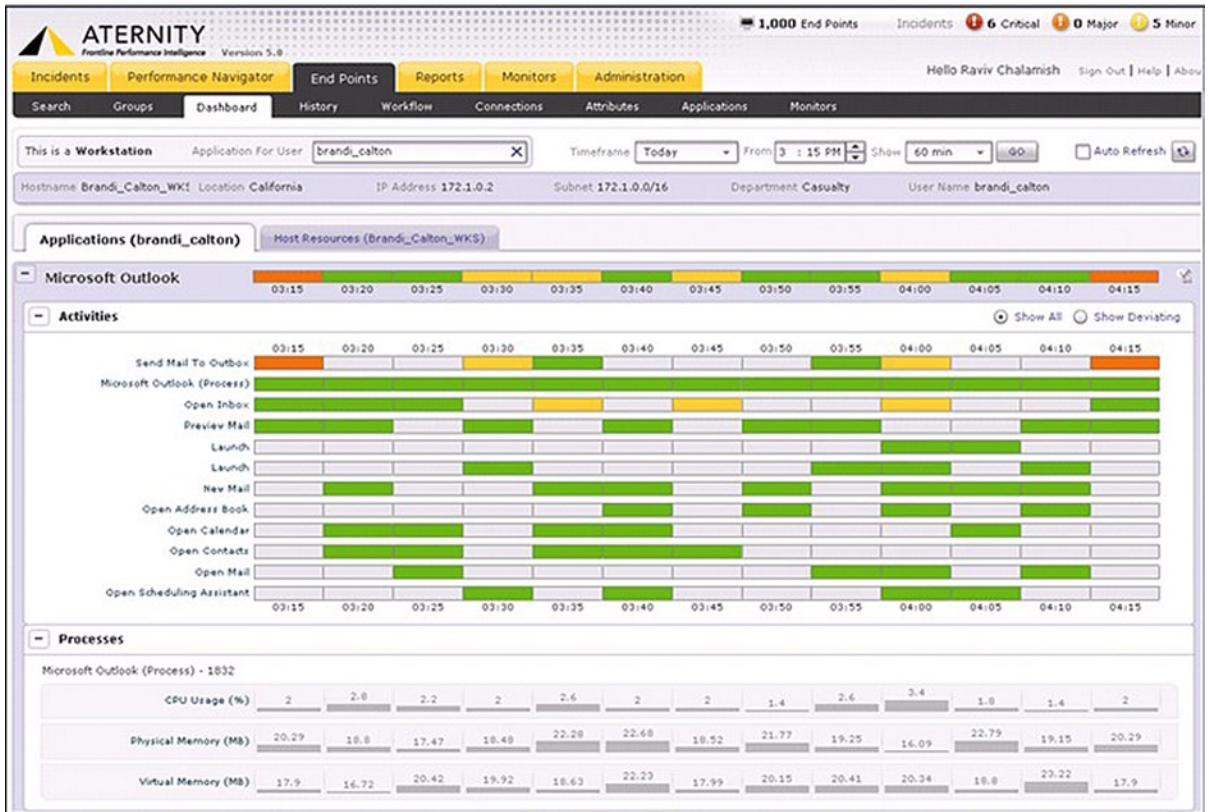 ATERNITY
Frontline Performance Intelligence Version 5.0
1,000 End Points Incidents 6 Critical 0 Major 5 Minor
Hello Raviv Chalamish Sign Out | Help | Abou
Incidents Performance Navigator End Points Reports Monitors Administration
Search Groups Dashboard History Workflow Connections Attributes Applications Monitors
This is a Workstation Application For User brandi_calton Timeframe Today From 3 : 15 PM Show 60 min GO Auto Refresh
Hostname Brandi_Calton_WKS Location California IP Address 172.1.0.2 Subnet 172.1.0.0/16 Department Casualty User Name brandi_calton
Applications (brandi_calton) Host Resources (Brandi_Calton_WKS)
Microsoft Outlook
03:15 03:20 03:25 03:30 03:35 03:40 03:45 03:50 03:55 04:00 04:05 04:10 04:15
Activities Show All Show Deviating
03:15 03:20 03:25 03:30 03:35 03:40 03:45 03:50 03:55 04:00 04:05 04:10 04:15
Send Mail To Outbox
Microsoft Outlook (Process)
Open Inbox
Preview Mail
Launch
Launch
New Mail
Open Address Book
Open Calendar
Open Contacts
Open Mail
Open Scheduling Assistant
03:15 03:20 03:25 03:30 03:35 03:40 03:45 03:50 03:55 04:00 04:05 04:10 04:15
Processes
Microsoft Outlook (Process) - 1832
CPU Usage (%) 2 2.8 2.2 2 2.6 2 2 1.4 2.6 3.4 1.8 1.4 2
Physical Memory (MB) 20.29 18.8 17.47 18.48 22.28 22.68 18.52 21.77 19.25 16.09 22.79 19.15 20.29
Virtual Memory (MB) 17.9 16.72 20.42 19.92 18.63 22.23 17.99 20.15 20.41 20.34 18.8 23.22 17.9